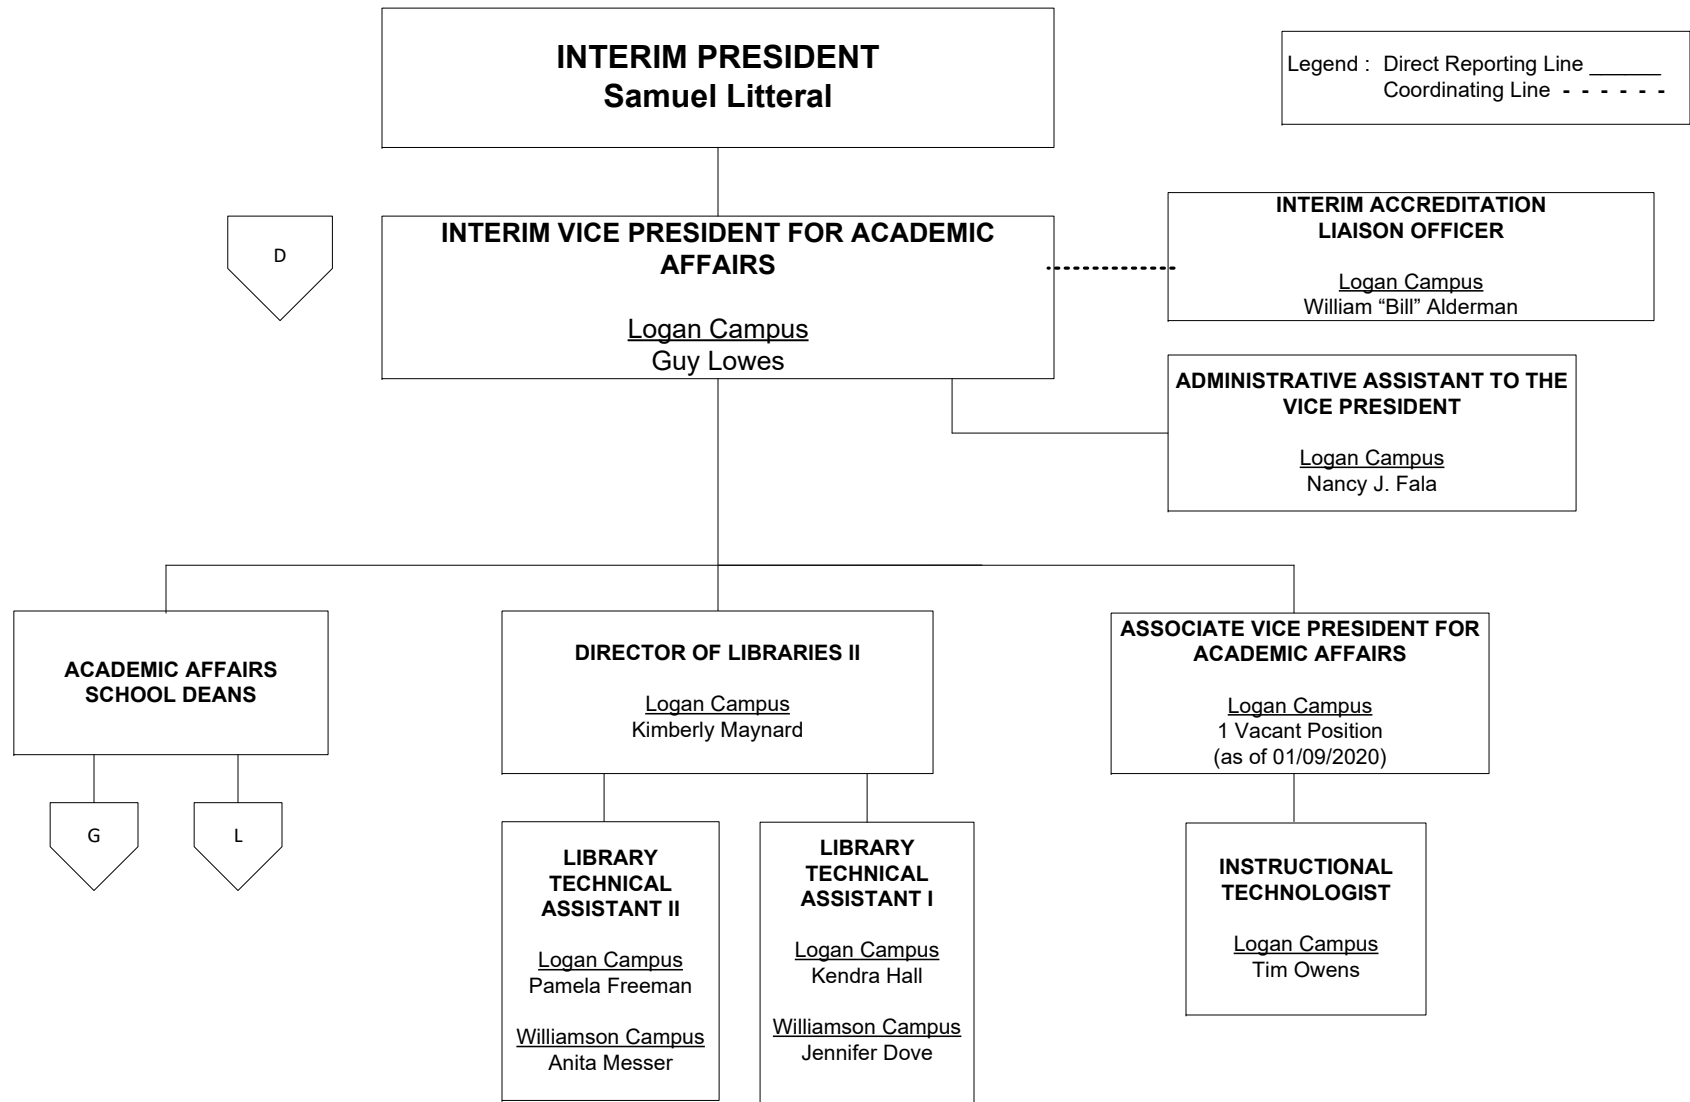 INTERIM PRESIDENT
Samuel Litteral
Legend : Direct Reporting Line ______
Coordinating Line - - - - - -
D
INTERIM VICE PRESIDENT FOR ACADEMIC
AFFAIRS
Logan Campus
Guy Lowes
INTERIM ACCREDITATION
LIAISON OFFICER
Logan Campus
William “Bill” Alderman
ADMINISTRATIVE ASSISTANT TO THE
VICE PRESIDENT
Logan Campus
Nancy J. Fala
ACADEMIC AFFAIRS
SCHOOL DEANS
G
L
DIRECTOR OF LIBRARIES II
Logan Campus
Kimberly Maynard
ASSOCIATE VICE PRESIDENT FOR
ACADEMIC AFFAIRS
Logan Campus
1 Vacant Position
(as of 01/09/2020)
LIBRARY
TECHNICAL
ASSISTANT II
Logan Campus
Pamela Freeman
Williamson Campus
Anita Messer
LIBRARY
TECHNICAL
ASSISTANT I
Logan Campus
Kendra Hall
Williamson Campus
Jennifer Dove
INSTRUCTIONAL
TECHNOLOGIST
Logan Campus
Tim Owens